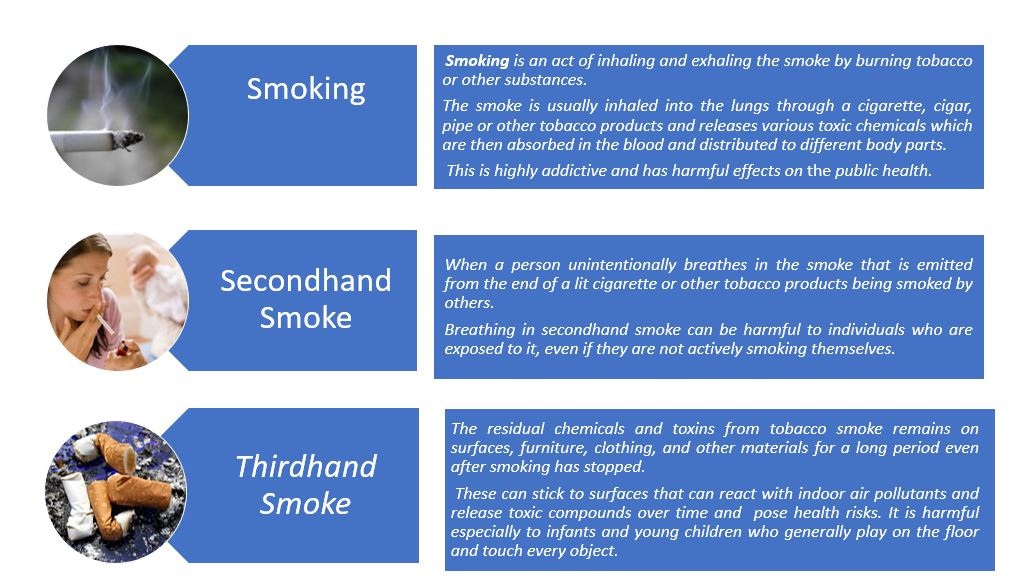 Smoking
Smoking is an act of inhaling and exhaling the smoke by burning tobacco
or other substances.
The smoke is usually inhaled into the lungs through a cigarette, cigar,
pipe or other tobacco products and releases various toxic chemicals which
are then absorbed in the blood and distributed to different body parts.
This is highly addictive and has harmful effects on the public health.
Secondhand
Smoke
When a person unintentionally breathes in the smoke that is emitted
from the end of a lit cigarette or other tobacco products being smoked by
others.
Breathing in secondhand smoke can be harmful to individuals who are
exposed to it, even if they are not actively smoking themselves.
Thirdhand
Smoke
The residual chemicals and toxins from tobacco smoke remains on
surfaces, furniture, clothing, and other materials for a long period even
after smoking has stopped.
These can stick to surfaces that can react with indoor air pollutants and
release toxic compounds over time and pose health risks. It is harmful
especially to infants and young children who generally play on the floor
and touch every object.